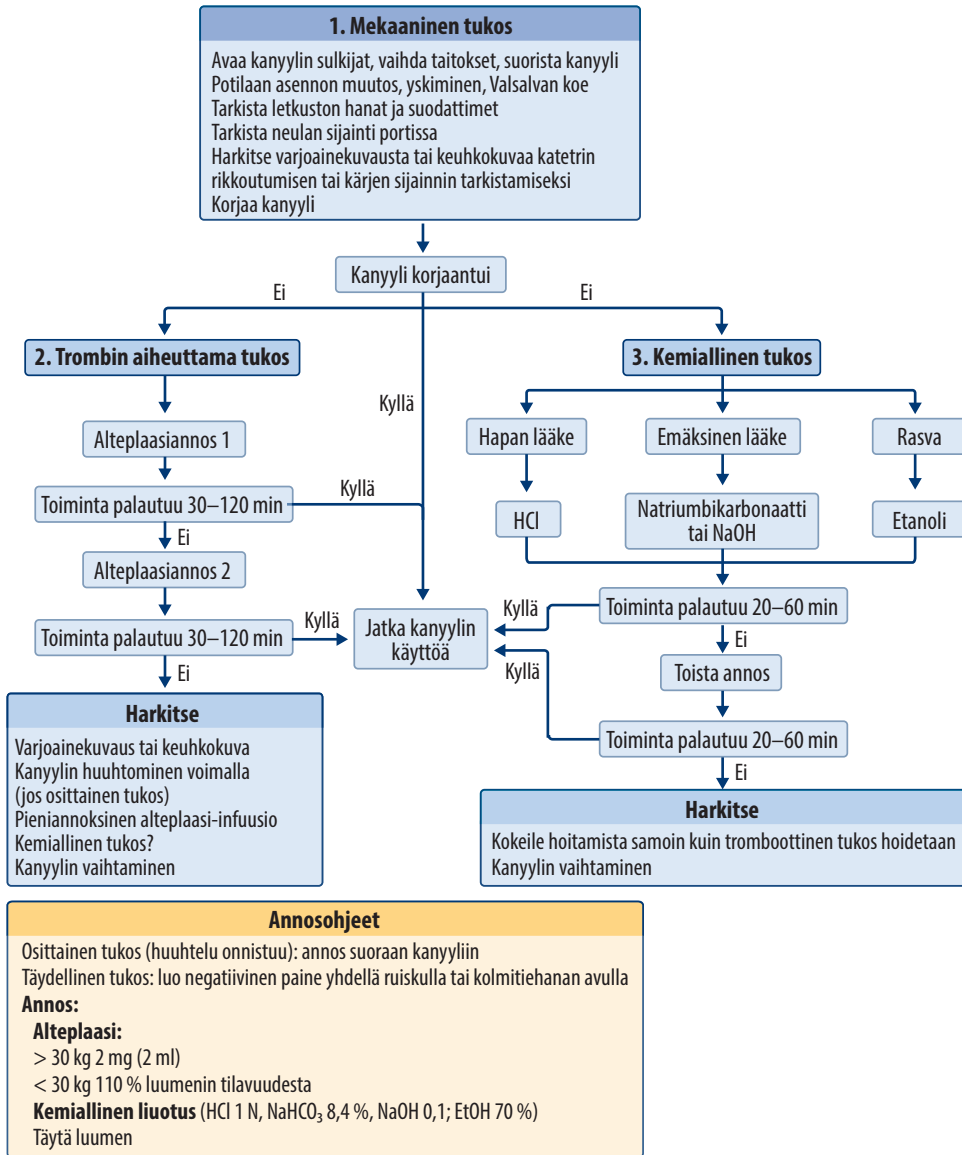 1. Mekaaninen tukos
Avaa kanyylin sulkijat, vaihda taitokset, suorista kanyyli
Potilaan asennon muutos, yskiminen, Valsalvan koe
Tarkista letkuston hanat ja suodattimet
Tarkista neulan sijainti portissa
Harkitse varjoainekuvausta tai keuhkokuvaa katetrin
rikkoutumisen tai kärjen sijainnin tarkistamiseksi
Korjaa kanyyli
Kanyyli korjaantui
Ei
Ei
Kyllä
2. Trombin aiheuttama tukos
Alteplaasiannos 1
Toiminta palautuu 30–120 min
Kyllä
Ei
Alteplaasiannos 2
Toiminta palautuu 30–120 min
Kyllä
Ei
Harkitse
Varjoainekuvaus tai keuhkokuva
Kanyylin huuhtominen voimalla
(jos osittainen tukos)
Pieniannoksinen alteplaasi-infuusio
Kemiallinen tukos?
Kanyylin vaihtaminen
Jatka kanyylin
käyttöä
3. Kemiallinen tukos
Hapan lääke
Emäksinen lääke
Rasva
HCl
Natriumbikarbonaatti
tai NaOH
Etanoli
Toiminta palautuu 20–60 min
Kyllä
Ei
Toista annos
Toiminta palautuu 20–60 min
Kyllä
Ei
Harkitse
Kokeile hoitamista samoin kuin tromboottinen tukos hoidetaan
Kanyylin vaihtaminen
Annosohjeet
Osittainen tukos (huuhtelu onnistuu): annos suoraan kanyyliin
Täydellinen tukos: luo negatiivinen paine yhdellä ruiskulla tai kolmitiehanan avulla
Annos:
Alteplaasi:
> 30 kg 2 mg (2 ml)
< 30 kg 110 % luumenin tilavuudesta
Kemiallinen liuotus (HCl 1 N, NaHCO₃ 8,4 %, NaOH 0,1; EtOH 70 %)
Täytä luumen